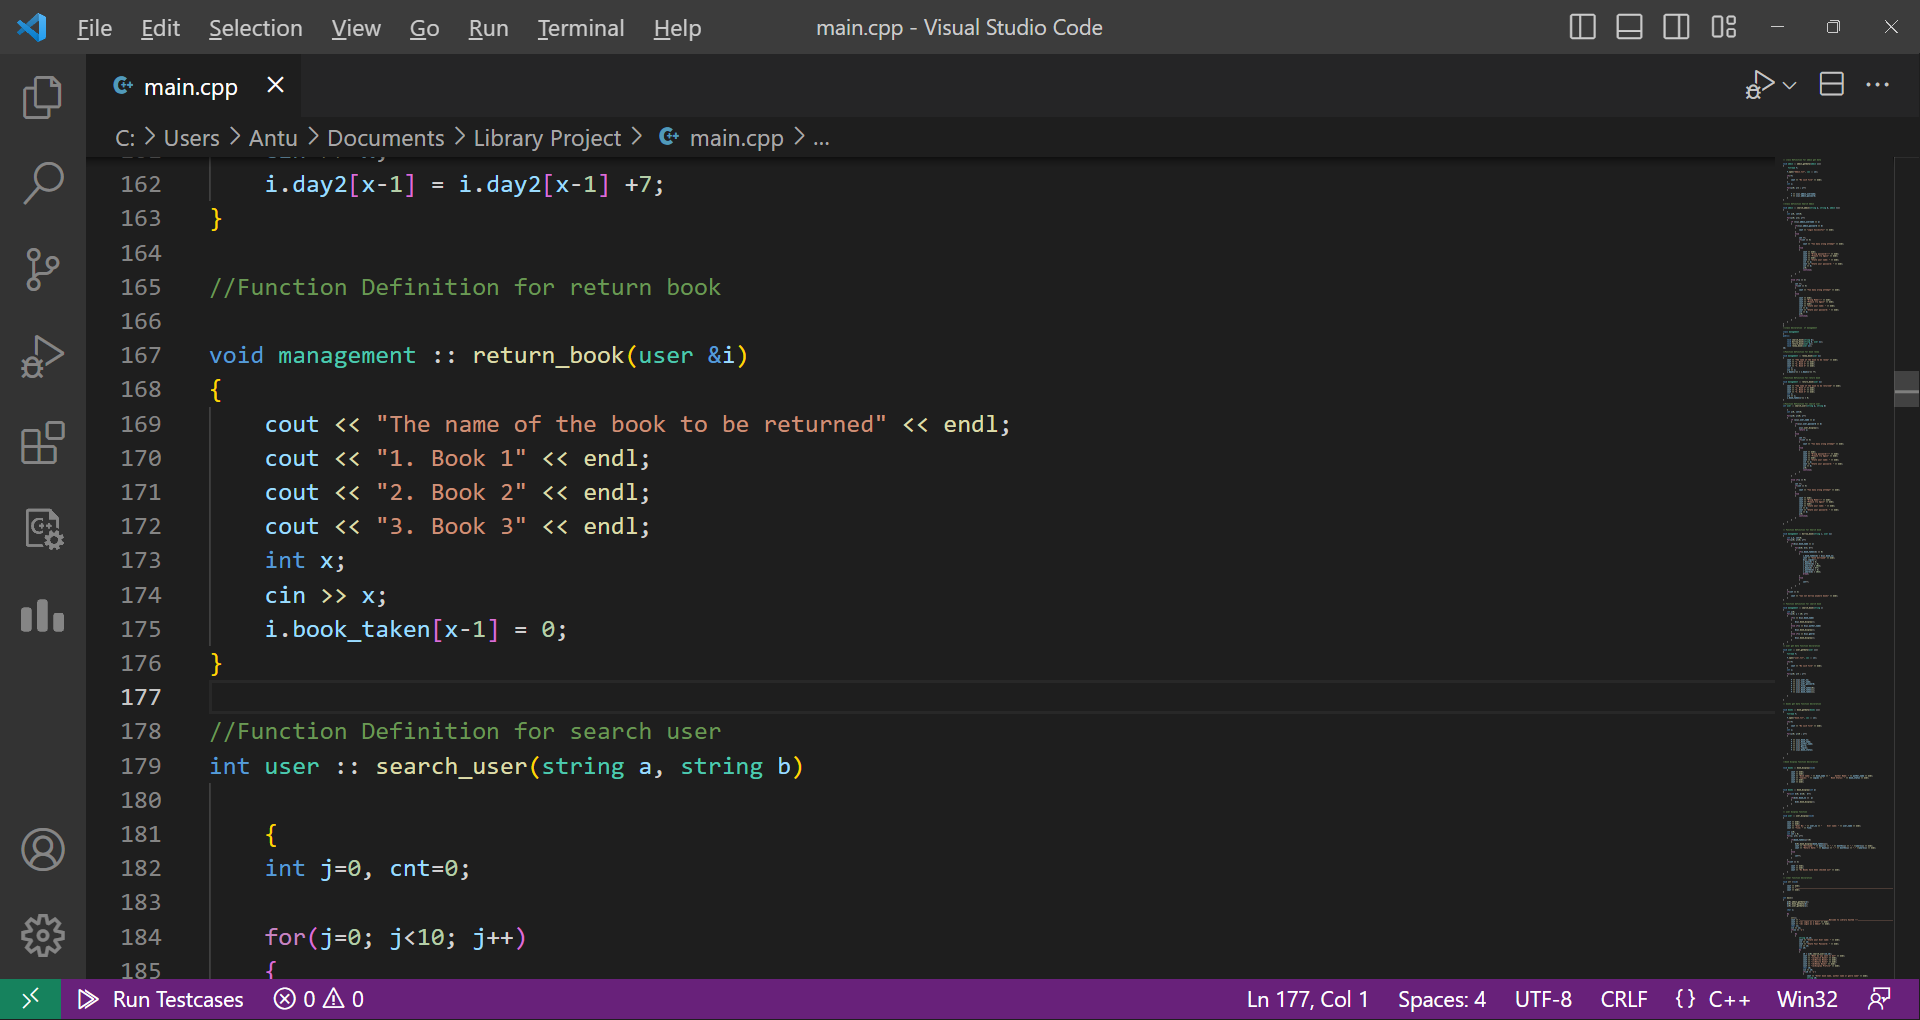 File Edit Selection View Go Run Terminal Help main.cpp - Visual Studio Code
main.cpp
C: > Users > Antu > Documents > Library Project > main.cpp > ...
162 i.day2[x-1] = i.day2[x-1] +7;
163 }
164
165 //Function Definition for return book
166
167 void management :: return_book(user &i)
168 {
169 cout << "The name of the book to be returned" << endl;
170 cout << "1. Book 1" << endl;
171 cout << "2. Book 2" << endl;
172 cout << "3. Book 3" << endl;
173 int x;
174 cin >> x;
175 i.book_taken[x-1] = 0;
176 }
177
178 //Function Definition for search user
179 int user :: search_user(string a, string b)
180
181 {
182 int j=0, cnt=0;
183
184 for(j=0; j<10; j++)
185 {
Run Testcases 0 0 Ln 177, Col 1 Spaces: 4 UTF-8 CRLF {} C++ Win32